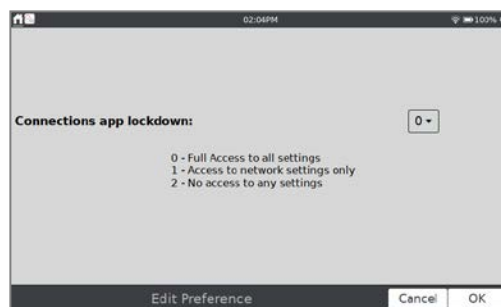 02:04PM
100%
Connections app lockdown:
0
0 - Full Access to all settings
1 - Access to network settings only
2 - No access to any settings
Edit Preference
Cancel
OK